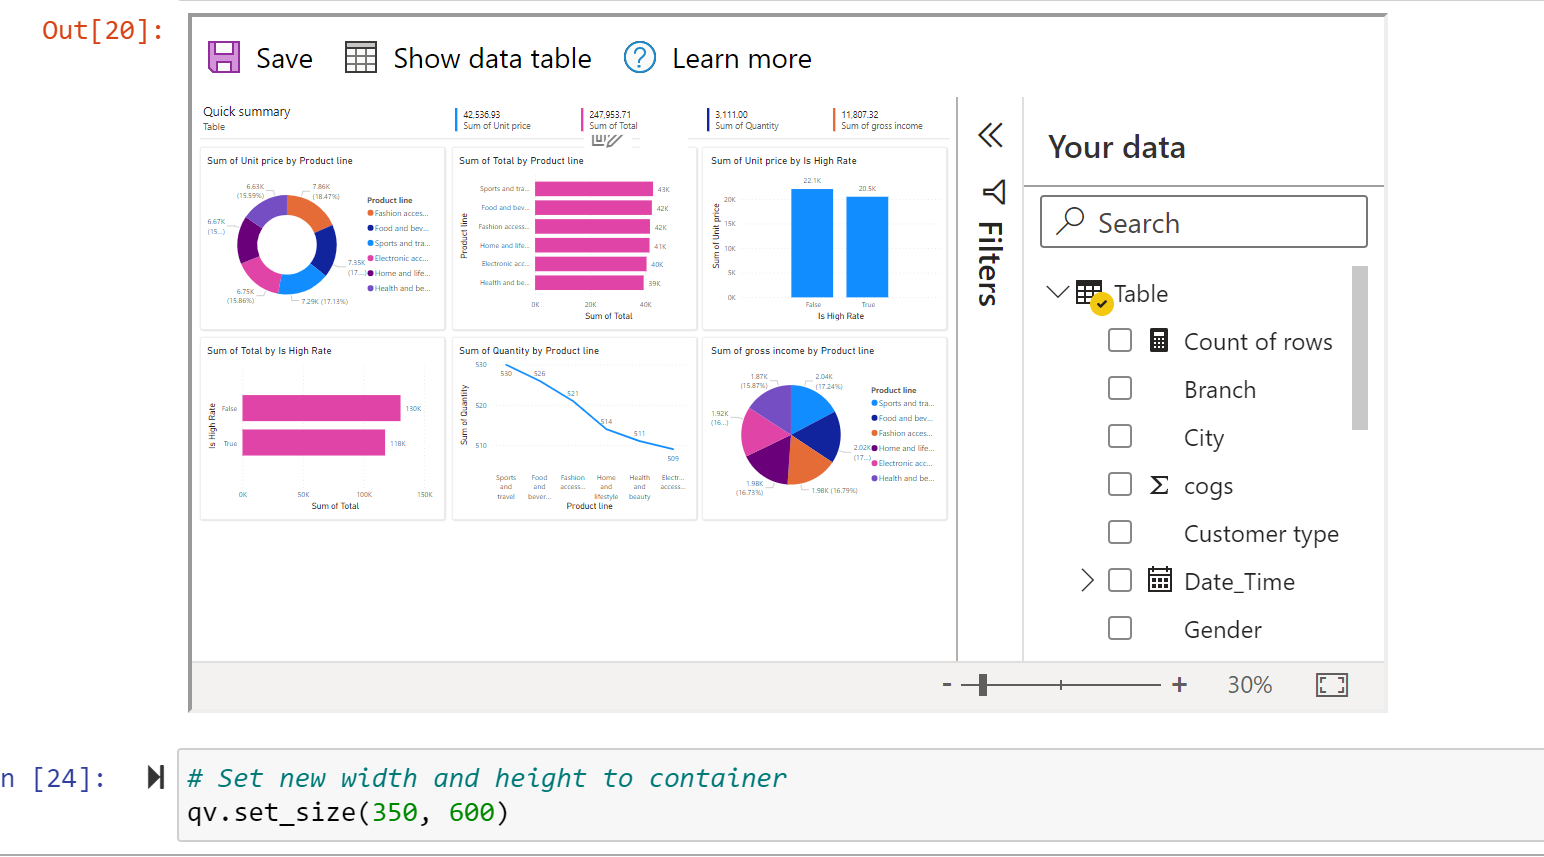 Out[20]:
Save
Show data table
Learn more
Quick summary
Table
42,536.93
Sum of Unit price
247,953.71
Sum of Total
3,111.00
Sum of Quantity
11,807.32
Sum of gross income
Sum of Unit price by Product line
6.63K
(15.59%)
7.86K
(18.47%)
6.67K
(15...)
7.35K
(17...)
6.75K
(15.86%)
7.29K (17.13%)
Product line
Fashion acces...
Food and bev...
Sports and tra...
Electronic acc...
Home and life...
Health and be...
Sum of Total by Product line
Product line
Sports and tra... 43K
Food and bev... 42K
Fashion access... 42K
Home and life... 41K
Electronic acc... 40K
Health and be... 39K
0K 20K 40K
Sum of Total
Sum of Unit price by Is High Rate
Sum of Unit price
22.1K
20.5K
20K
15K
10K
5K
0K
False True
Is High Rate
Sum of Total by Is High Rate
Is High Rate
False 130K
True 118K
0K 50K 100K 150K
Sum of Total
Sum of Quantity by Product line
Sum of Quantity
530
520
510
530
526
521
514
511
509
Sports and travel
Food and bever...
Fashion access...
Home and lifestyle
Health and beauty
Electr... access...
Product line
Sum of gross income by Product line
1.87K
(15.87%)
2.04K
(17.24%)
1.92K
(16...)
2.02K
(17...)
1.98K
(16.73%)
1.98K (16.79%)
Product line
Sports and tra...
Food and bev...
Fashion acces...
Home and life...
Electronic acc...
Health and be...
Filters
Your data
Search
Table
Count of rows
Branch
City
cogs
Customer type
Date_Time
Gender
- + 30%
n [24]:
# Set new width and height to container
qv.set_size(350, 600)